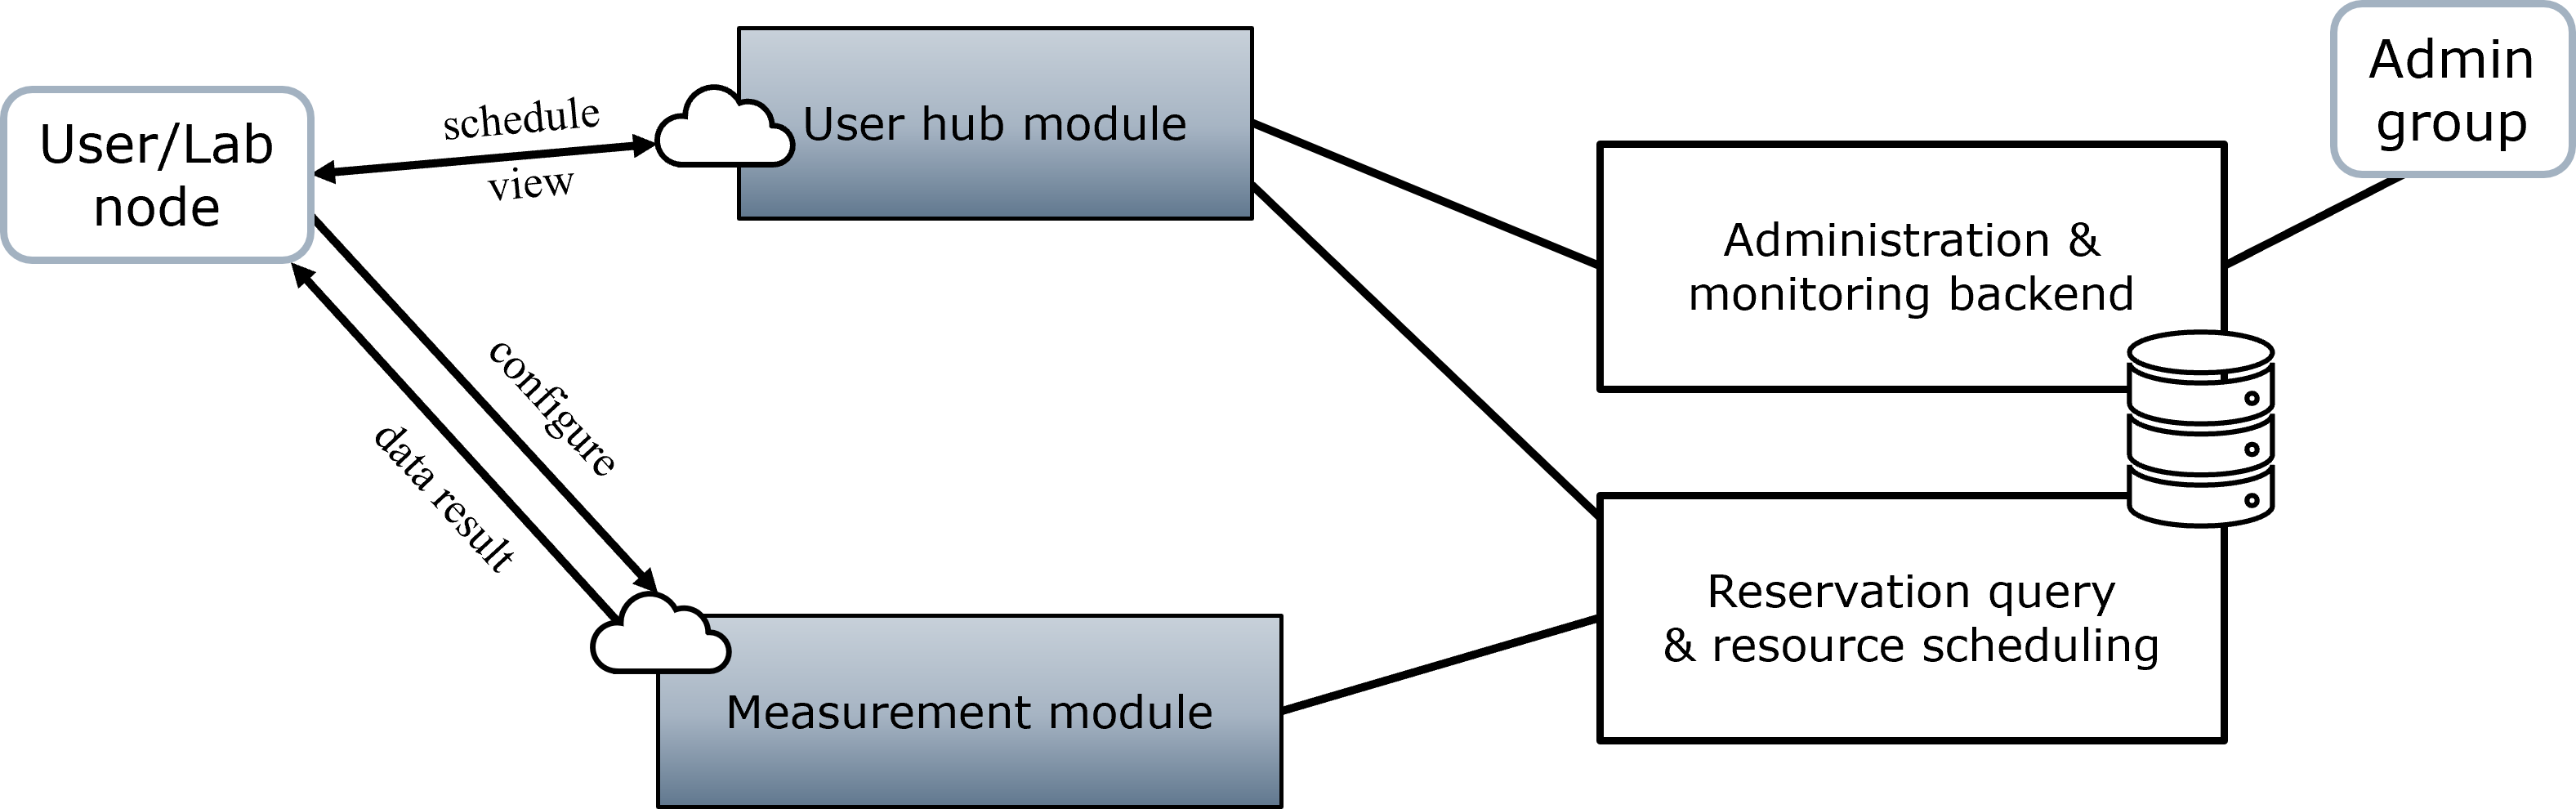 User/Lab
node
schedule
view
User hub module
Admin
group
Administration &
monitoring backend
configure
data result
Measurement module
Reservation query
& resource scheduling